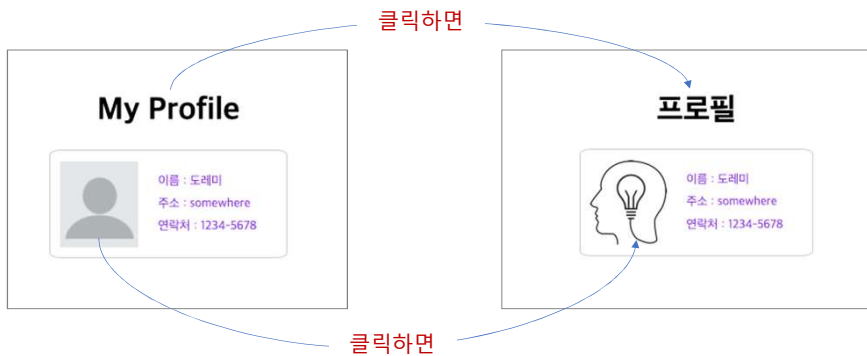 클릭하면
My Profile
이름 : 도레미
주소 : somewhere
연락처 : 1234-5678
프로필
이름 : 도레미
주소 : somewhere
연락처 : 1234-5678
클릭하면